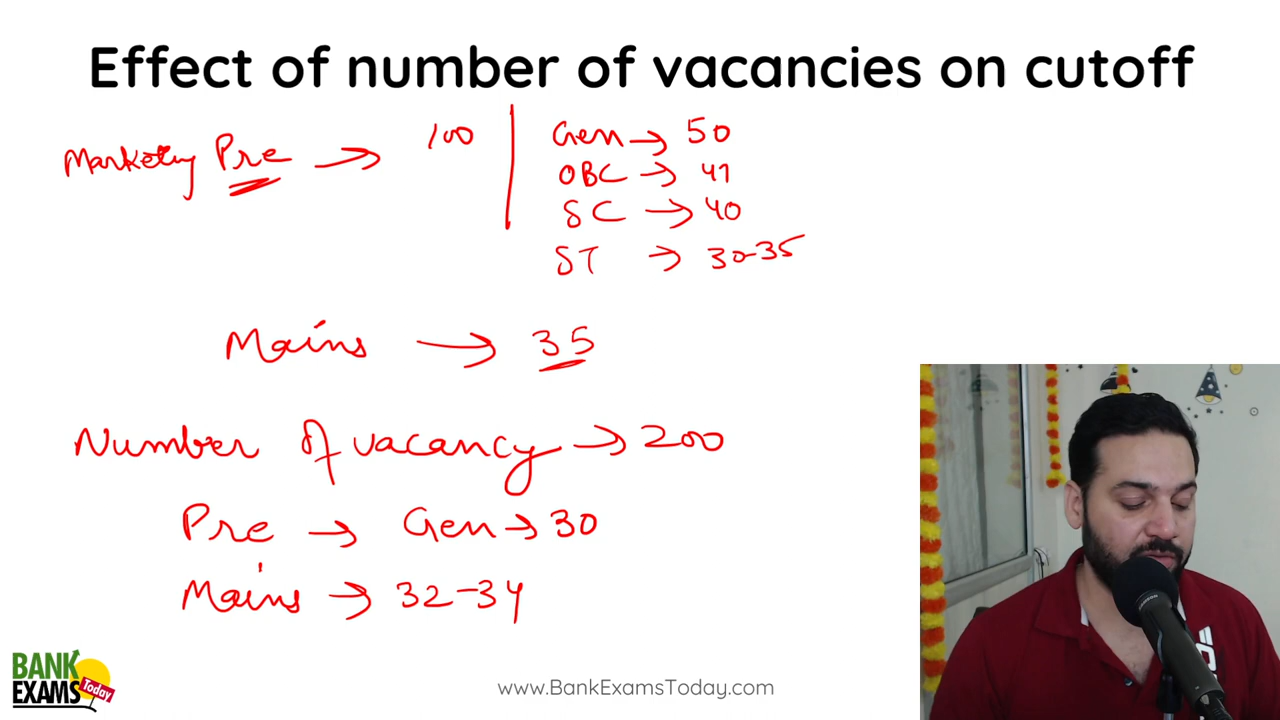 Effect of number of vacancies on cutoff
Marketing Pre → 100
Gen → 50
OBC → 41
SC → 40
ST → 30-35
Mains → 35
Number of vacancy → 200
Pre → Gen → 30
Mains → 32-34
BANK
EXAMS
Today
www.BankExamsToday.com